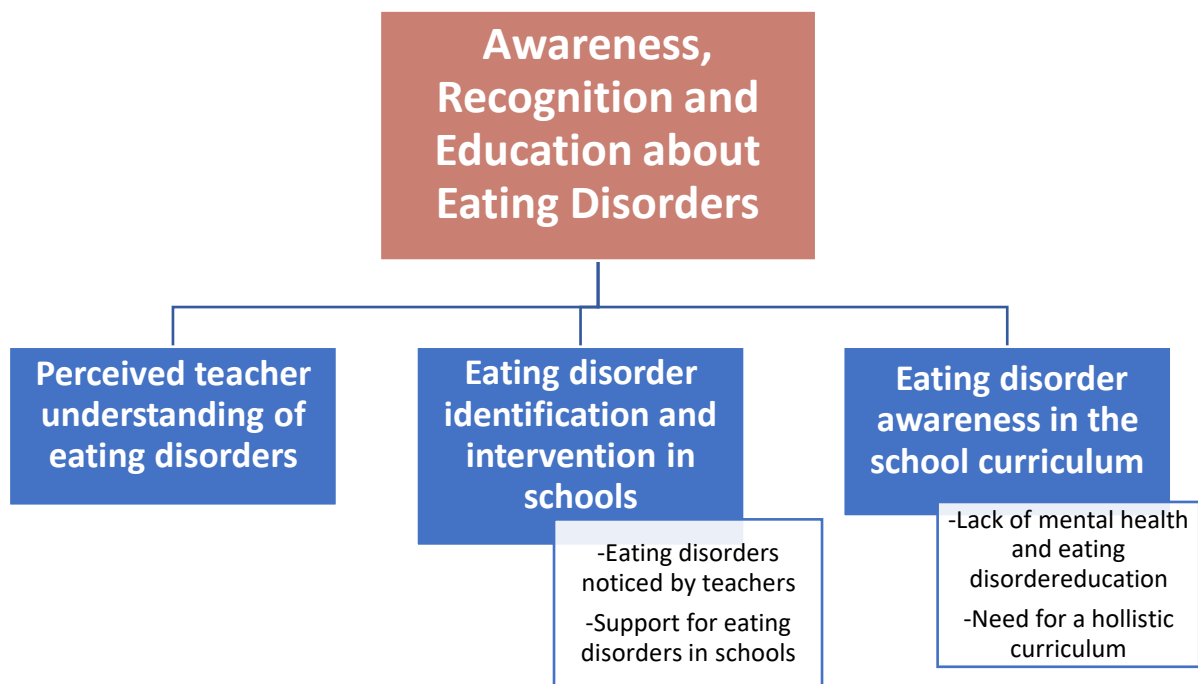 Awareness,
Recognition and
Education about
Eating Disorders
Perceived teacher
understanding of
eating disorders
Eating disorder
identification and
intervention in
schools
-Eating disorders
noticed by teachers
-Support for eating
disorders in schools
Eating disorder
awareness in the
school curriculum
-Lack of mental health
and eating
disordereducation
-Need for a hollistic
curriculum